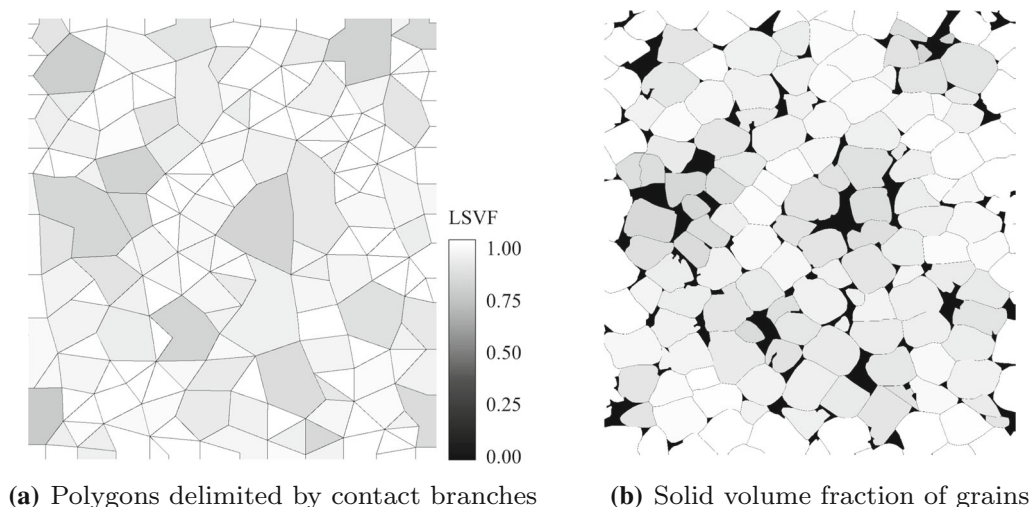 LSVF
1.00
0.75
0.50
0.25
0.00
(a) Polygons delimited by contact branches
(b) Solid volume fraction of grains